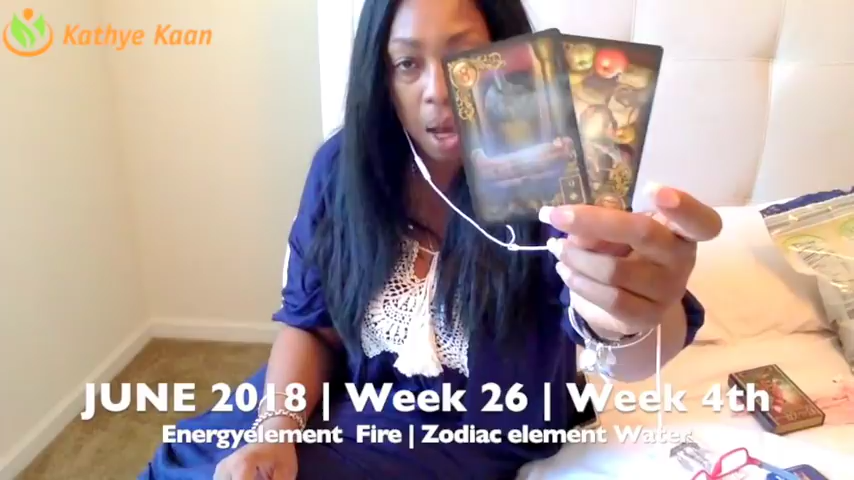 Kathye Kaan
JUNE 2018 | Week 26 | Week 4th
Energyelement Fire | Zodiac element Water